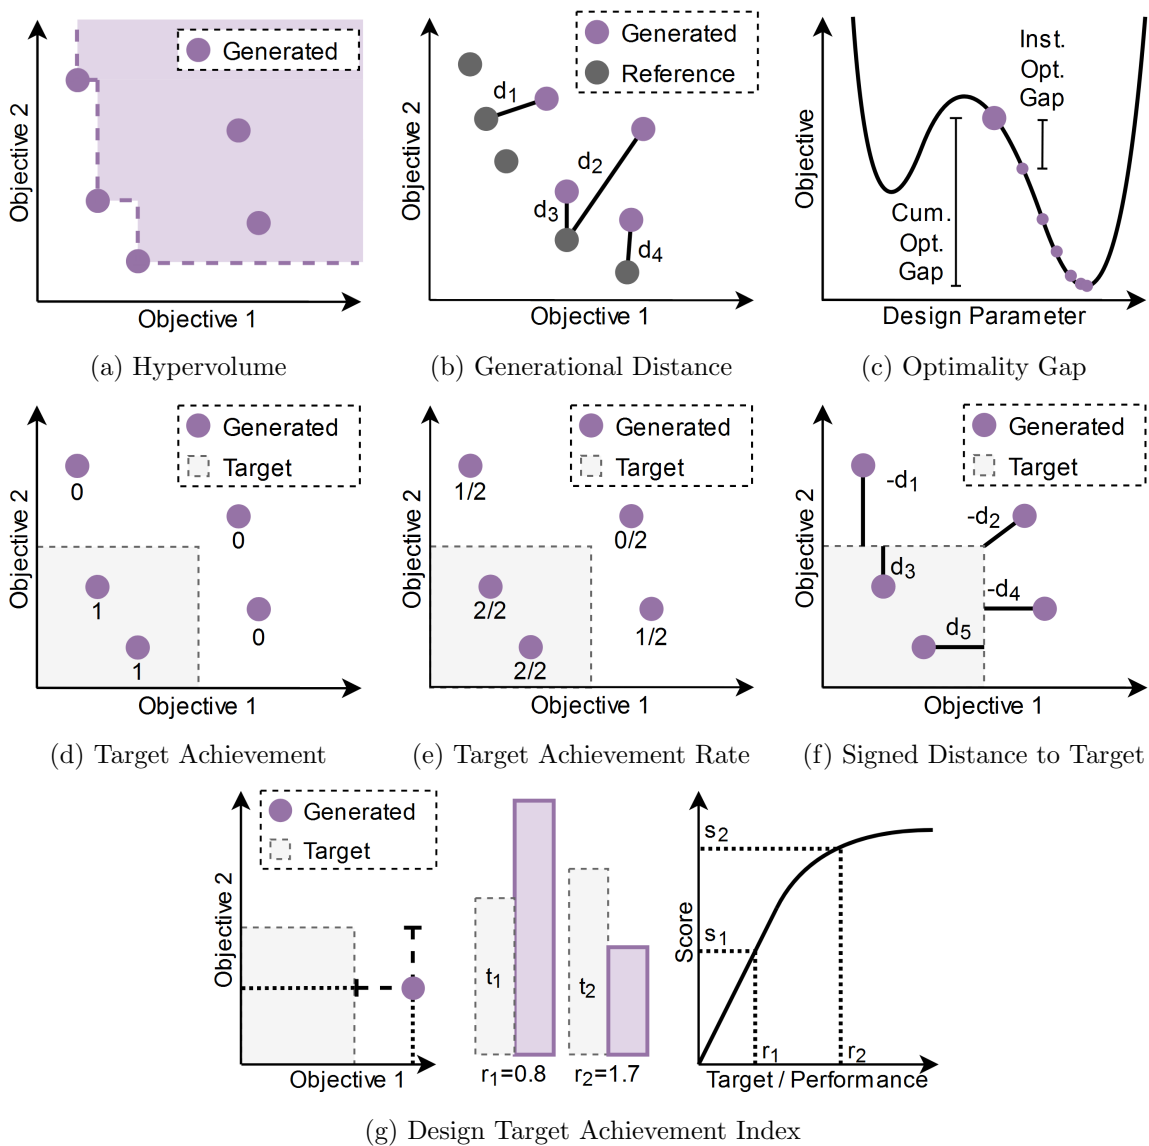 Generated
Objective 2
Objective 1
(a) Hypervolume
Generated
Reference
d1
d2
d3
d4
Objective 2
Objective 1
(b) Generational Distance
Inst.
Opt.
Gap
Cum.
Opt.
Gap
Objective
Design Parameter
(c) Optimality Gap
Generated
Target
0
0
1
0
1
Objective 2
Objective 1
(d) Target Achievement
Generated
Target
1/2
0/2
2/2
1/2
2/2
Objective 2
Objective 1
(e) Target Achievement Rate
Generated
Target
-d1
-d2
d3
-d4
d5
Objective 2
Objective 1
(f) Signed Distance to Target
Generated
Target
Objective 2
Objective 1
t1
t2
r1=0.8
r2=1.7
s2
s1
Score
r1
r2
Target / Performance
(g) Design Target Achievement Index